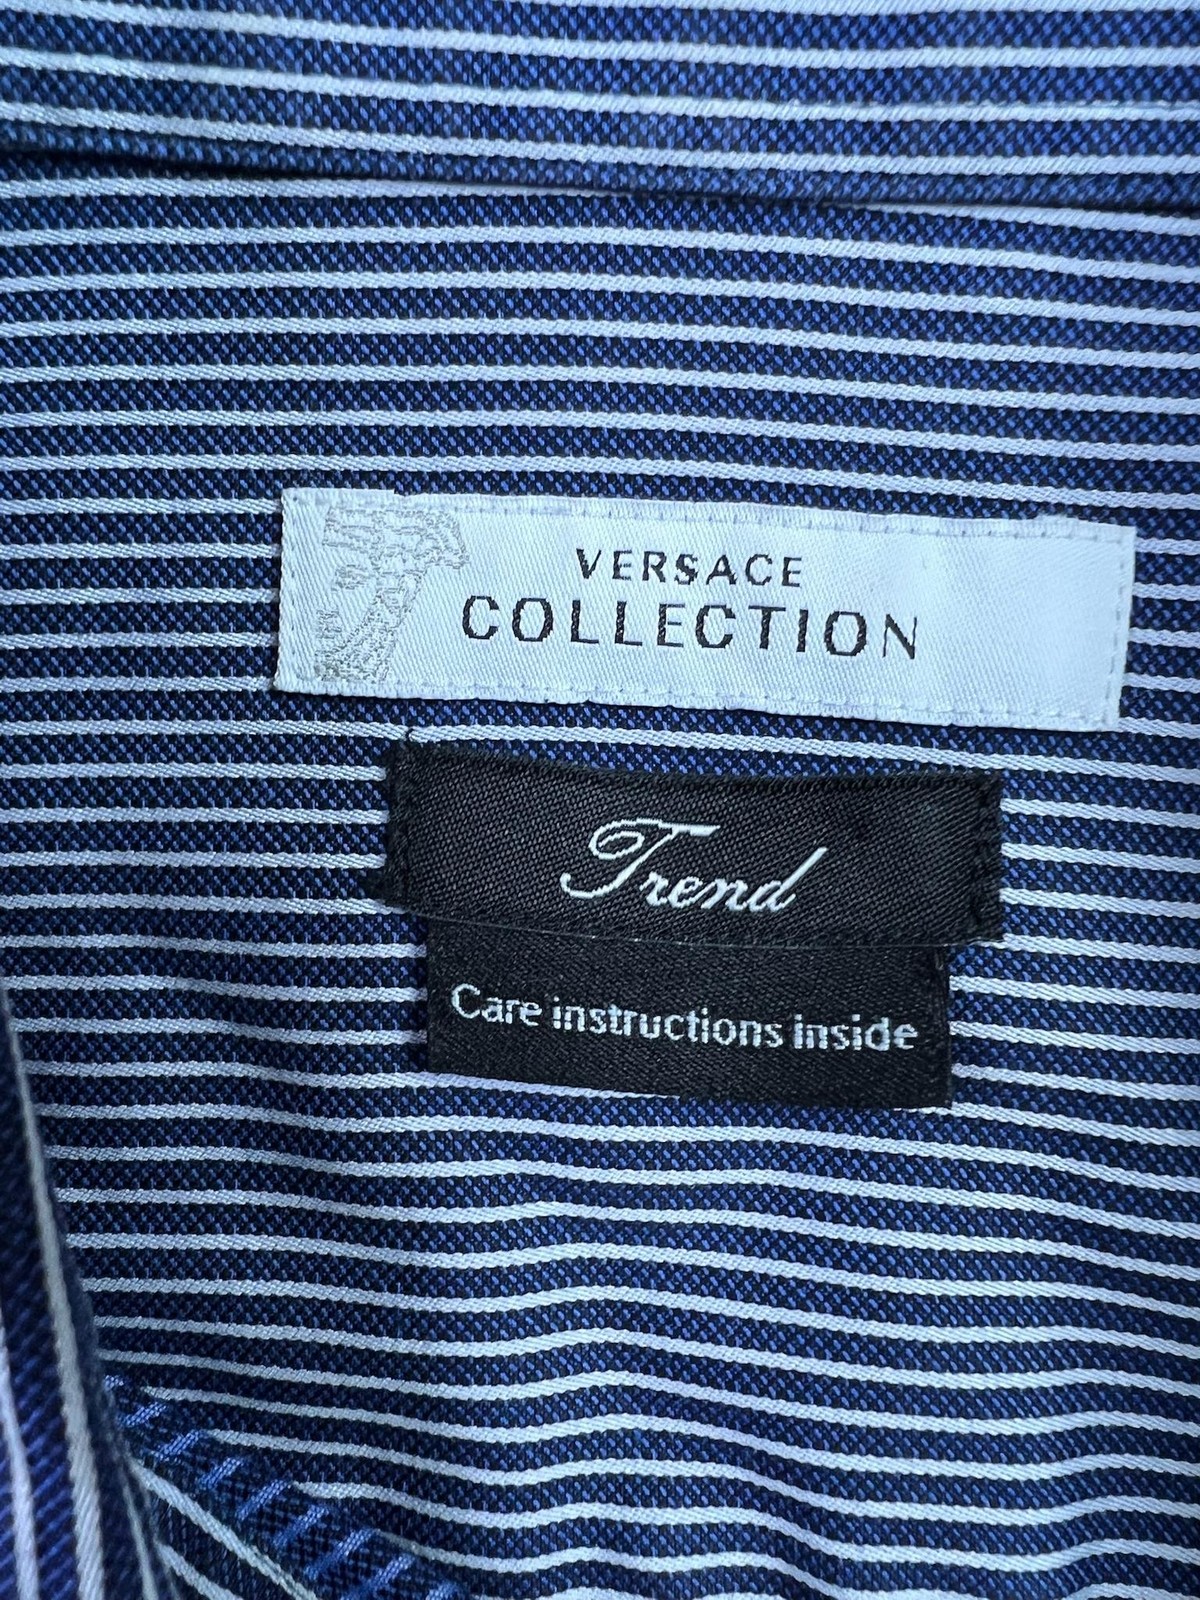 VERSACE
COLLECTION
Trend
Care instructions inside